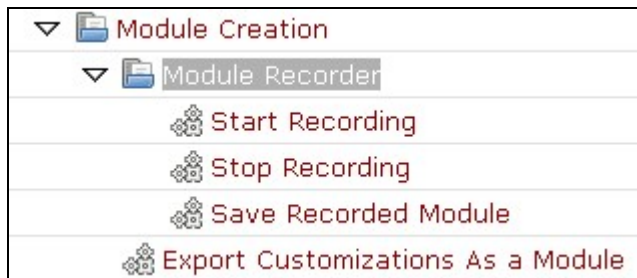 Module Creation
Module Recorder
Start Recording
Stop Recording
Save Recorded Module
Export Customizations As a Module